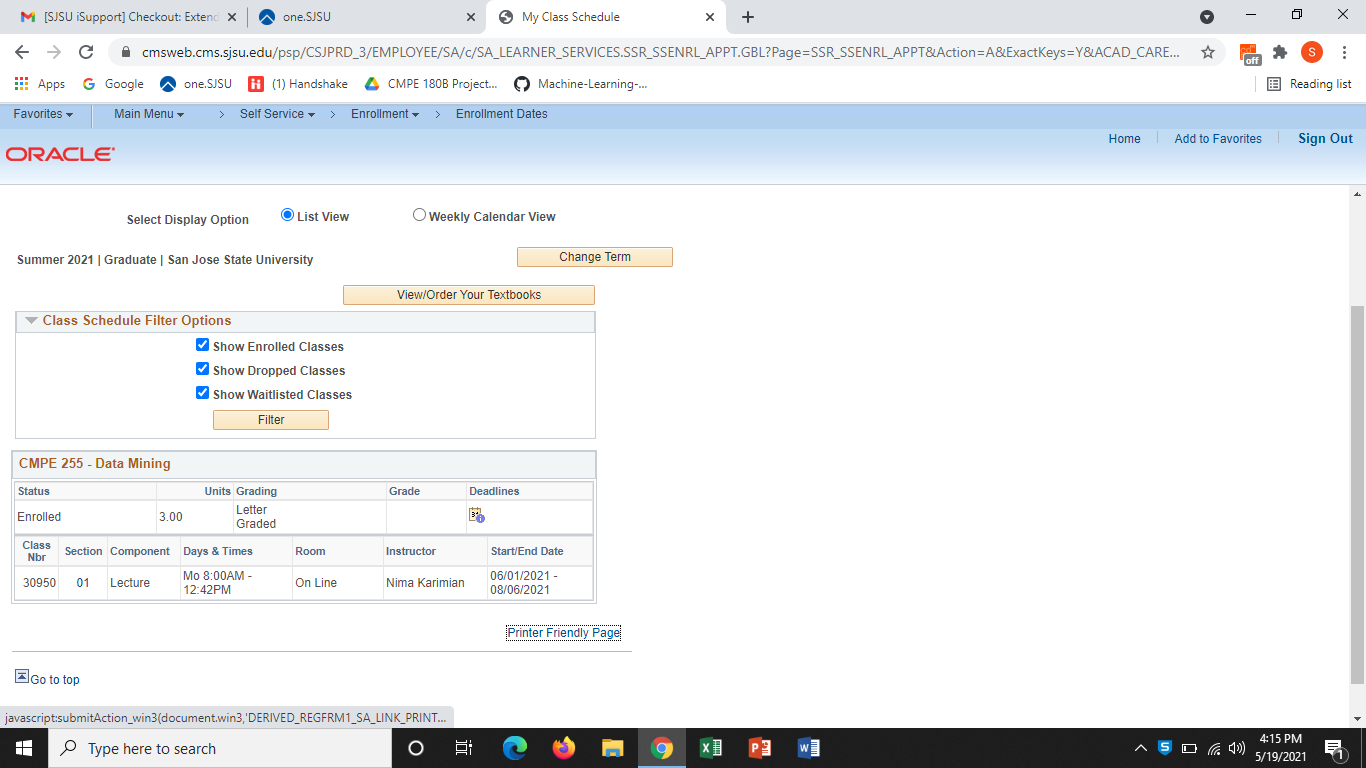 [SJSU iSupport] Checkout: Extend
one.SJSU
My Class Schedule
cmsweb.cms.sjsu.edu/psp/CSJPRD_3/EMPLOYEE/SA/c/SA_LEARNER_SERVICES.SSR_SSENRL_APPT.GBL?Page=SSR_SSENRL_APPT&Action=A&ExactKeys=Y&ACAD_CARE...
off
S
Apps
Google
one.SJSU
(1) Handshake
CMPE 180B Project...
Machine-Learning-...
Reading list
Favorites
Main Menu
> Self Service
> Enrollment
> Enrollment Dates
Home
Add to Favorites
Sign Out
ORACLE
Select Display Option
List View
Weekly Calendar View
Summer 2021 | Graduate | San Jose State University
Change Term
View/Order Your Textbooks
Class Schedule Filter Options
Show Enrolled Classes
Show Dropped Classes
Show Waitlisted Classes
Filter
CMPE 255 - Data Mining
Status Units Grading Grade Deadlines
Enrolled 3.00 Letter
Graded
Class
Nbr
Section Component Days & Times Room Instructor Start/End Date
30950 01 Lecture
Mo 8:00AM -
12:42PM
On Line
Nima Karimian
06/01/2021 -
08/06/2021
Printer Friendly Page
Go to top
javascript:submitAction_win3(document.win3,'DERIVED_REGFRM1_SA_LINK_PRINT...
Type here to search
4:15 PM
5/19/2021
1